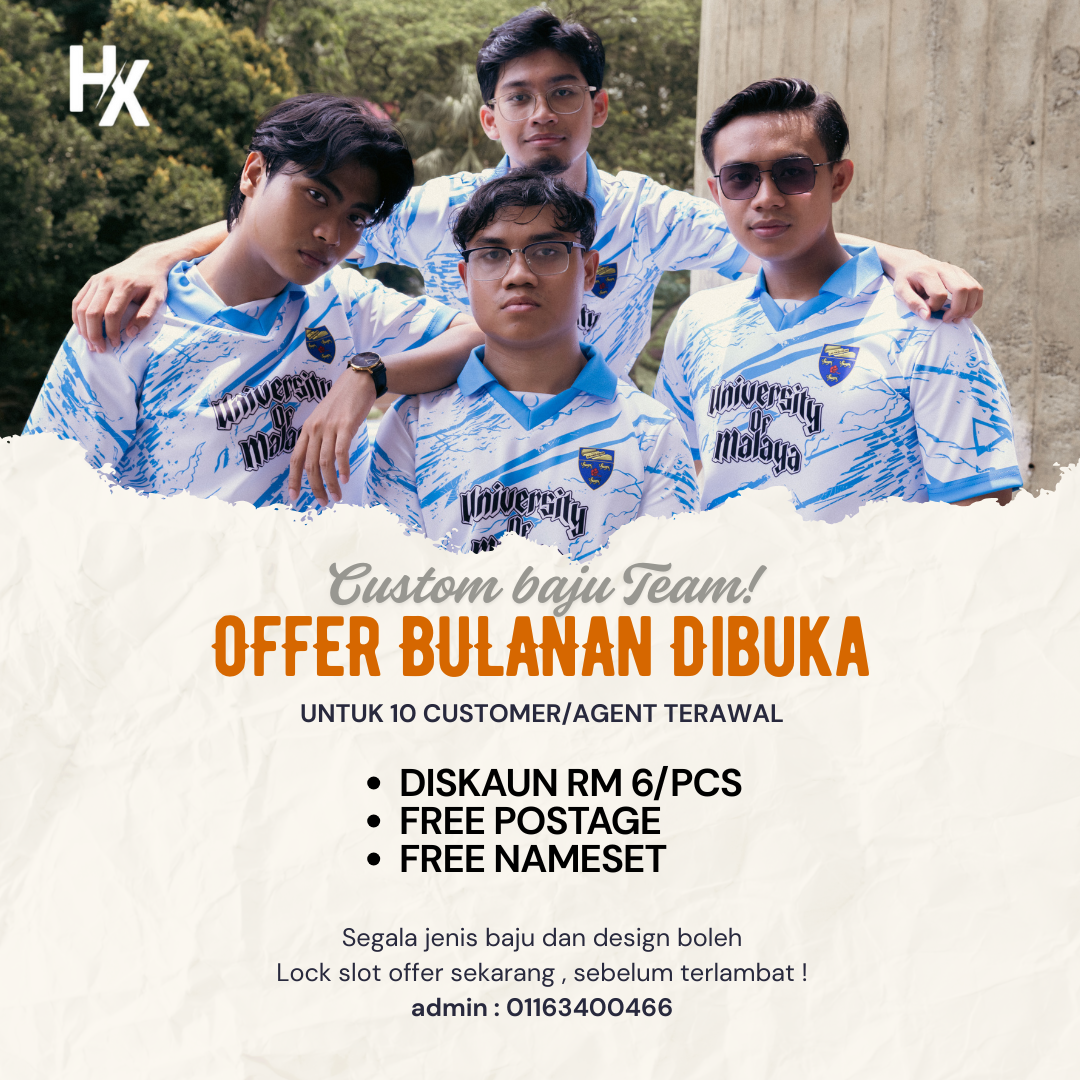 HX
University
Of
Malaya
University
Of
Malaya
University
Of
Custom baju Team!
OFFER BULANAN DIBUKA
UNTUK 10 CUSTOMER/AGENT TERAWAL
• DISKAUN RM 6/PCS
• FREE POSTAGE
• FREE NAMESET
Segala jenis baju dan design boleh
Lock slot offer sekarang , sebelum terlambat !
admin : 01163400466